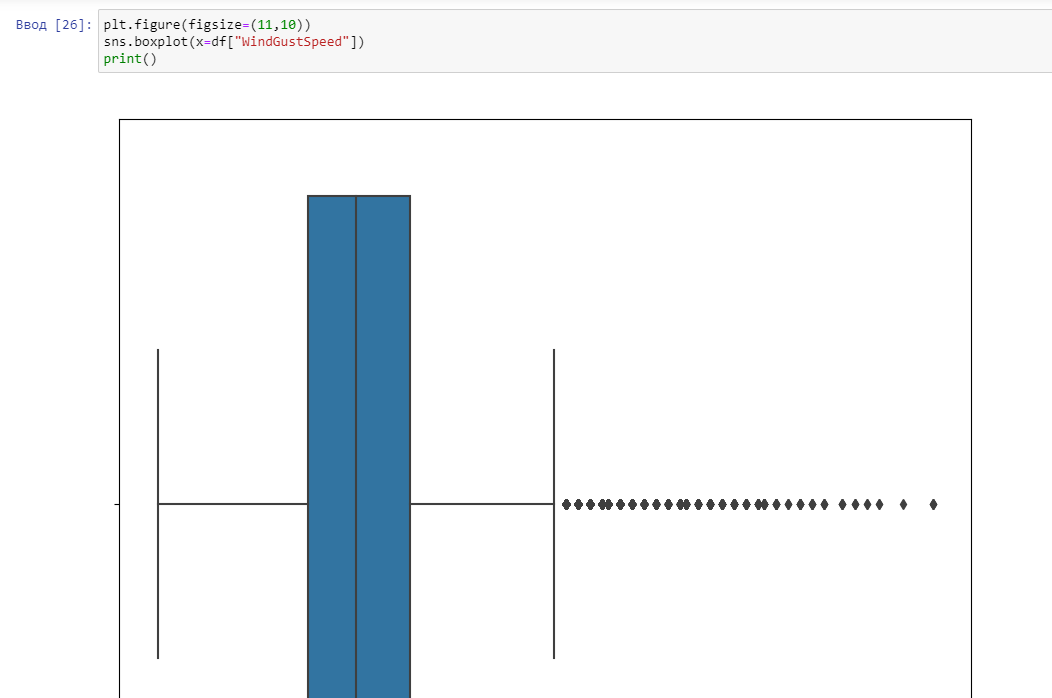 Ввод [26]: plt.figure(figsize=(11,10))
sns.boxplot(x=df["WindGustSpeed"])
print()